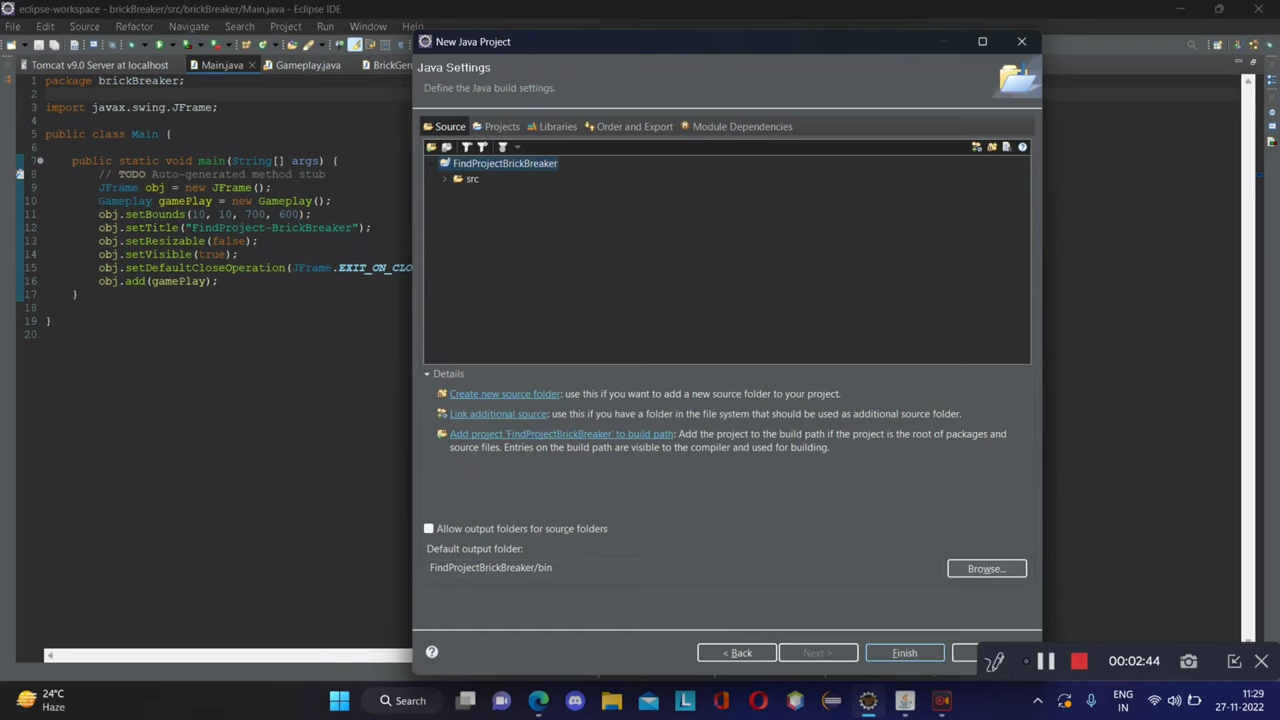 eclipse-workspace - brickBreaker/src/brickBreaker/Main.java - Eclipse IDE
File Edit Source Refactor Navigate Search Project Run Window Help
Tomcat v9.0 Server at localhost
Main.java
Gameplay.java
BrickGen
1 package brickBreaker;
2
3 import javax.swing.JFrame;
4
5 public class Main {
6
7 public static void main(String[] args) {
8 // TODO Auto-generated method stub
9 JFrame obj = new JFrame();
10 Gameplay gamePlay = new Gameplay();
11 obj.setBounds(10, 10, 700, 600);
12 obj.setTitle("FindProject-BrickBreaker");
13 obj.setResizable(false);
14 obj.setVisible(true);
15 obj.setDefaultCloseOperation(JFrame.EXIT_ON_CLO
16 obj.add(gamePlay);
17 }
18
19 }
20
New Java Project
Java Settings
Define the Java build settings.
Source Projects Libraries Order and Export Module Dependencies
FindProjectBrickBreaker
src
Details
Create new source folder: use this if you want to add a new source folder to your project.
Link additional source: use this if you have a folder in the file system that should be used as additional source folder.
Add project 'FindProjectBrickBreaker' to build path: Add the project to the build path if the project is the root of packages and
source files. Entries on the build path are visible to the compiler and used for building.
Allow output folders for source folders
Default output folder:
FindProjectBrickBreaker/bin
Browse...
< Back
Next >
Finish
00:02:44
24°C
Haze
Search
ENG
IN
11:29
27-11-2022